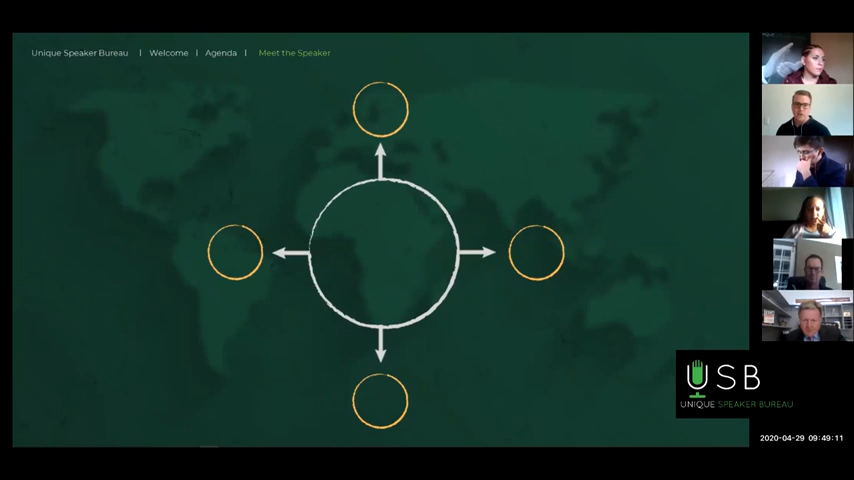 Unique Speaker Bureau | Welcome | Agenda | Meet the Speaker
USB
UNIQUE SPEAKER BUREAU
2020-04-29 09:49:11